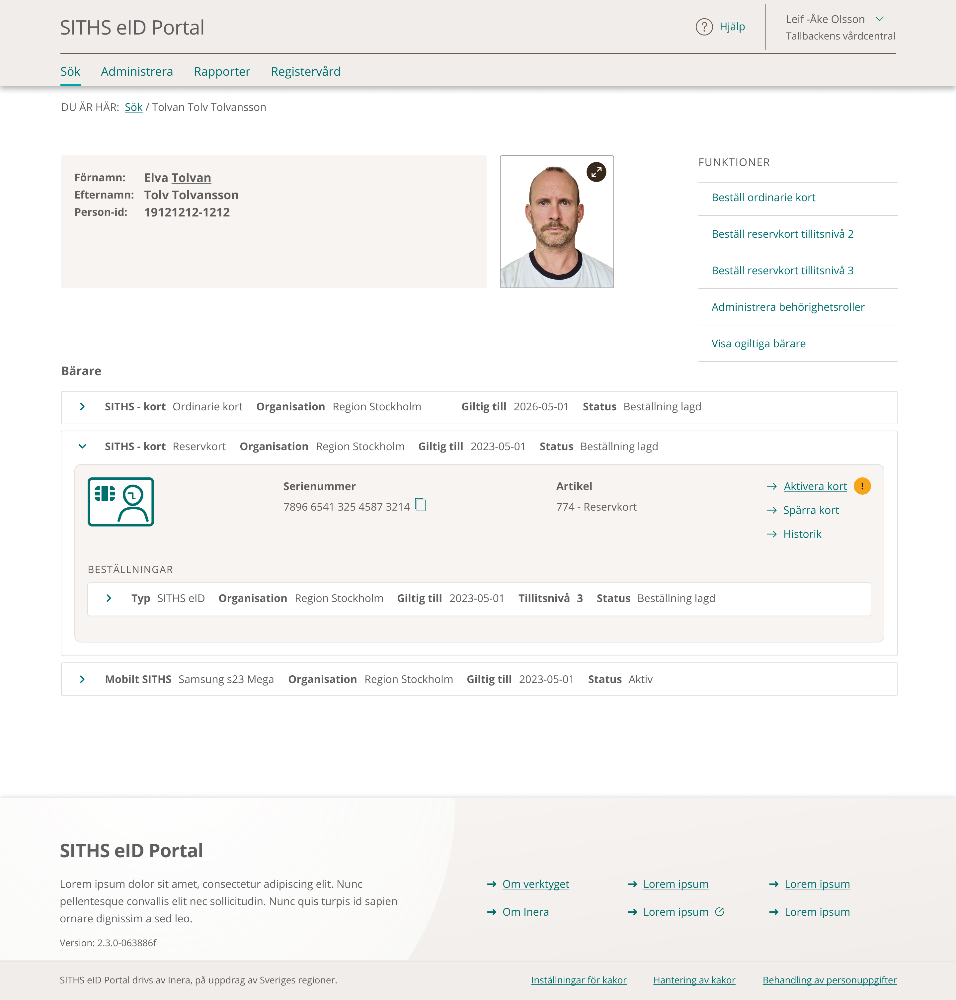 SITHS eID Portal
Hjälp
Leif -Åke Olsson
Tallbackens vårdcentral
Sök Administrera Rapporter Registervård
DU ÄR HÄR: Sök / Tolvan Tolv Tolvansson
Förnamn: Elva Tolvan
Efternamn: Tolv Tolvansson
Person-id: 19121212-1212
FUNKTIONER
Beställ ordinarie kort
Beställ reservkort tillitsnivå 2
Beställ reservkort tillitsnivå 3
Administrera behörighetsroller
Visa ogiltiga bärare
Bärare
SITHS - kort Ordinarie kort Organisation Region Stockholm Giltig till 2026-05-01 Status Beställning lagd
SITHS - kort Reservkort Organisation Region Stockholm Giltig till 2023-05-01 Status Beställning lagd
Serienummer
7896 6541 325 4587 3214
Artikel
774 - Reservkort
Aktivera kort !
Spärra kort
Historik
BESTÄLLNINGAR
Typ SITHS eID Organisation Region Stockholm Giltig till 2023-05-01 Tillitsnivå 3 Status Beställning lagd
Mobilt SITHS Samsung s23 Mega Organisation Region Stockholm Giltig till 2023-05-01 Status Aktiv
SITHS eID Portal
Lorem ipsum dolor sit amet, consectetur adipiscing elit. Nunc
pellentesque convallis elit nec sollicitudin. Nunc quis turpis id sapien
ornare dignissim a sed leo.
Version: 2.3.0-063886f
Om verktyget Lorem ipsum Lorem ipsum
Om Inera Lorem ipsum Lorem ipsum
SITHS eID Portal drivs av Inera, på uppdrag av Sveriges regioner.
Inställningar för kakor Hantering av kakor Behandling av personuppgifter